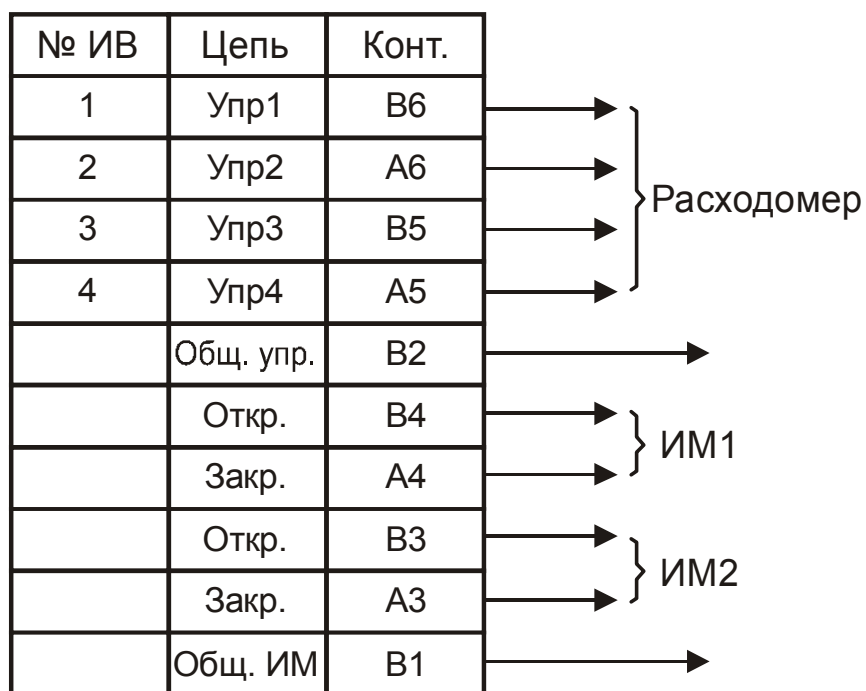 № ИВ Цепь Конт.
1 Упр1 В6
2 Упр2 А6
Расходомер
3 Упр3 В5
4 Упр4 А5
Общ. упр. В2
Откр. В4
ИМ1
Закр. А4
Откр. В3
ИМ2
Закр. А3
Общ. ИМ В1